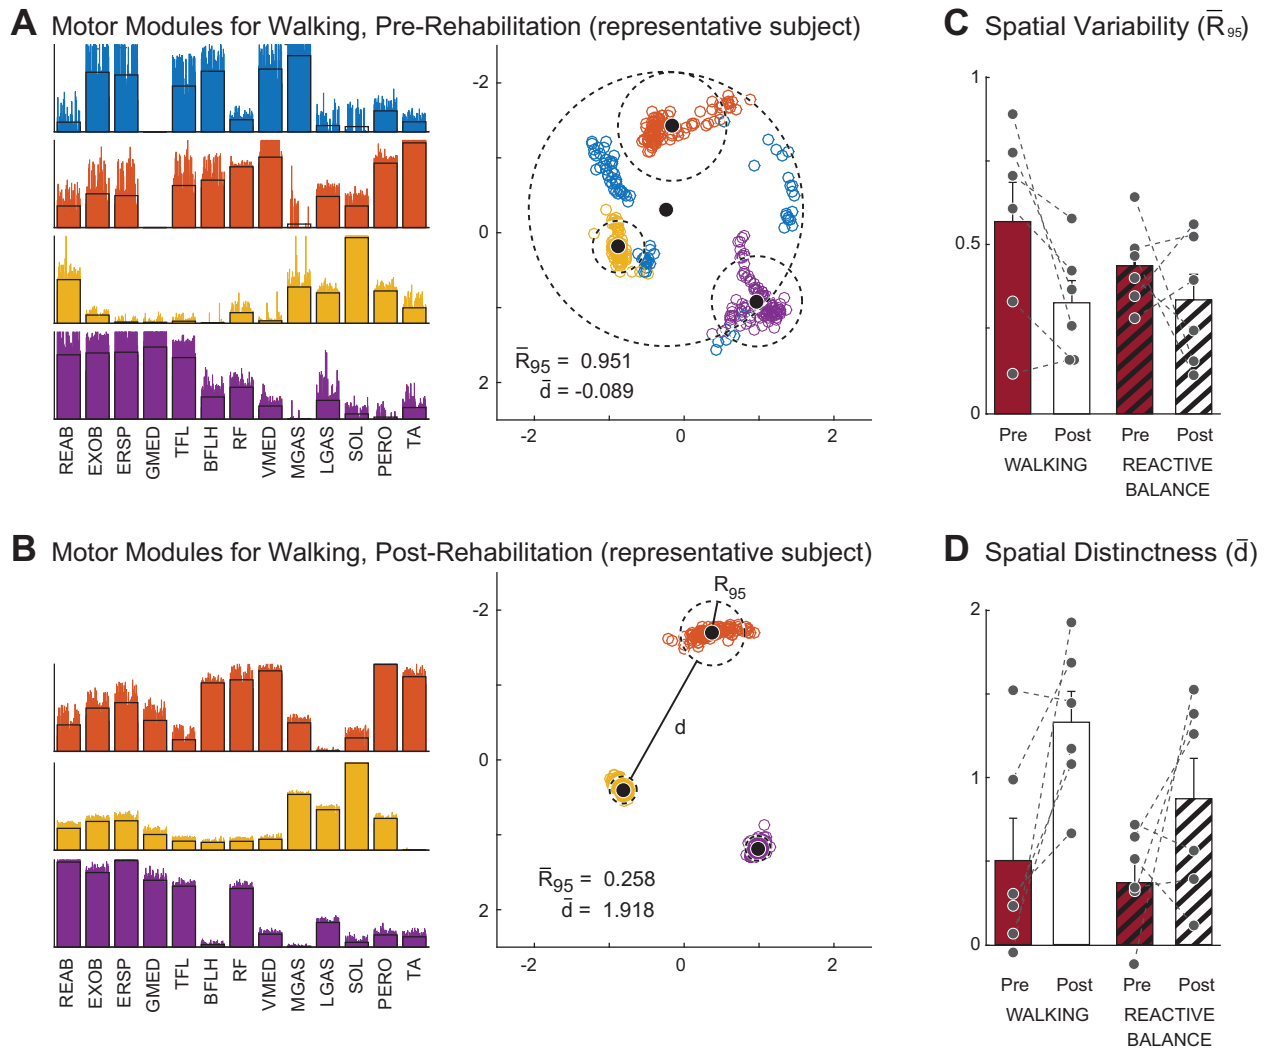 A Motor Modules for Walking, Pre-Rehabilitation (representative subject)
REAB EXOB ERSP GMED TFL BFLH RF VMED MGAS LGAS SOL PERO TA
-2
0
2
R̅95 = 0.951
d̅ = -0.089
-2 0 2
C Spatial Variability (R̅95)
1
0.5
0
Pre Post Pre Post
WALKING REACTIVE
BALANCE
B Motor Modules for Walking, Post-Rehabilitation (representative subject)
REAB EXOB ERSP GMED TFL BFLH RF VMED MGAS LGAS SOL PERO TA
-2
0
2
R95
d
R̅95 = 0.258
d̅ = 1.918
-2 0 2
D Spatial Distinctness (d̅)
2
1
0
Pre Post Pre Post
WALKING REACTIVE
BALANCE